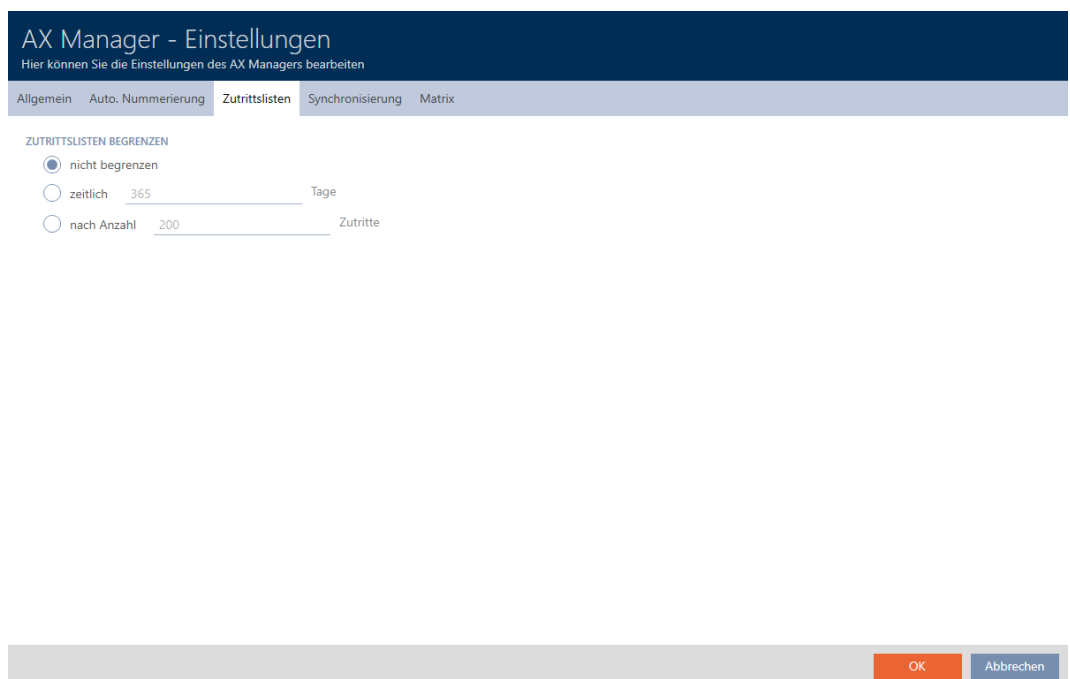 AX Manager - Einstellungen
Hier können Sie die Einstellungen des AX Managers bearbeiten
Allgemein Auto. Nummerierung Zutrittslisten Synchronisierung Matrix
ZUTRITTSLISTEN BEGRENZEN
nicht begrenzen
zeitlich 365 Tage
nach Anzahl 200 Zutritte
OK Abbrechen